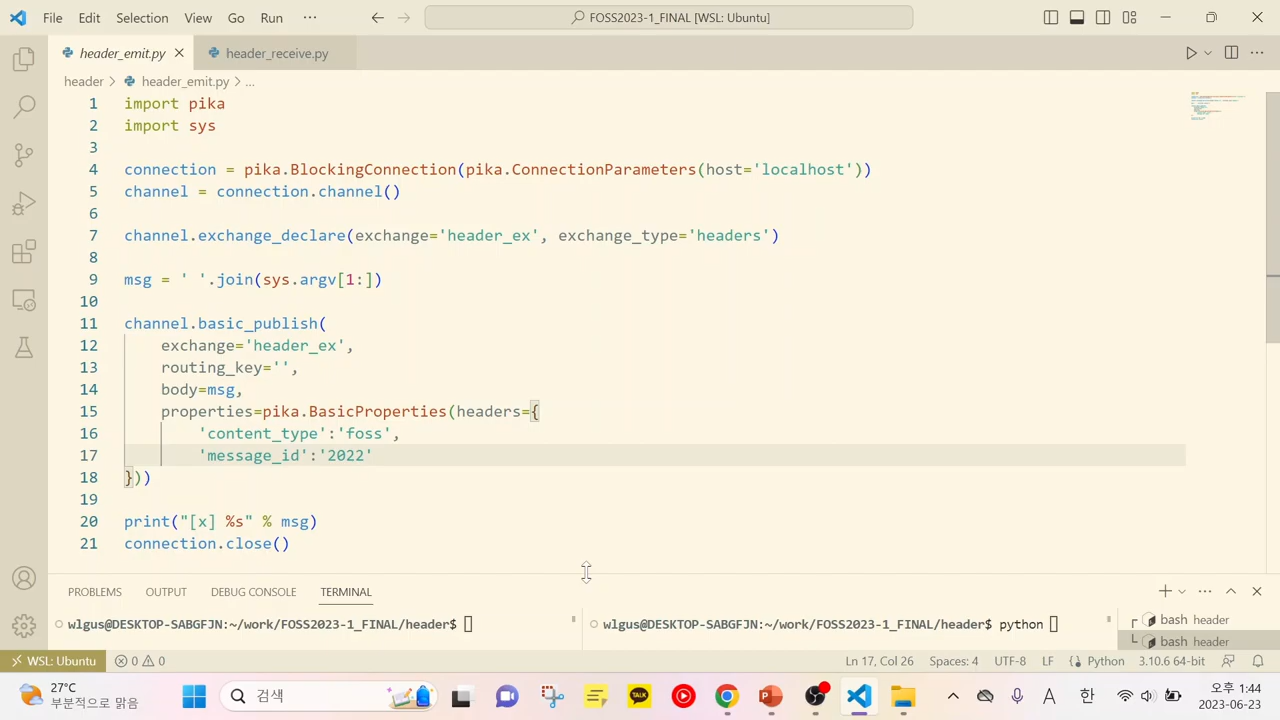 File Edit Selection View Go Run ··· FOSS2023-1_FINAL [WSL: Ubuntu]
header_emit.py header_receive.py
header > header_emit.py > ...
1 import pika
2 import sys
3
4 connection = pika.BlockingConnection(pika.ConnectionParameters(host='localhost'))
5 channel = connection.channel()
6
7 channel.exchange_declare(exchange='header_ex', exchange_type='headers')
8
9 msg = ' '.join(sys.argv[1:])
10
11 channel.basic_publish(
12 exchange='header_ex',
13 routing_key='',
14 body=msg,
15 properties=pika.BasicProperties(headers={
16 'content_type':'foss',
17 'message_id':'2022'
18 }))
19
20 print("[x] %s" % msg)
21 connection.close()
PROBLEMS OUTPUT DEBUG CONSOLE TERMINAL
wlgus@DESKTOP-SABGFJN:~/work/FOSS2023-1_FINAL/header$ wlgus@DESKTOP-SABGFJN:~/work/FOSS2023-1_FINAL/header$ python bash header
bash header
WSL: Ubuntu 0 0 Ln 17, Col 26 Spaces: 4 UTF-8 LF Python 3.10.6 64-bit
27°C
부분적으로 맑음
검색
TALK
A 한
오후 1:44
2023-06-23